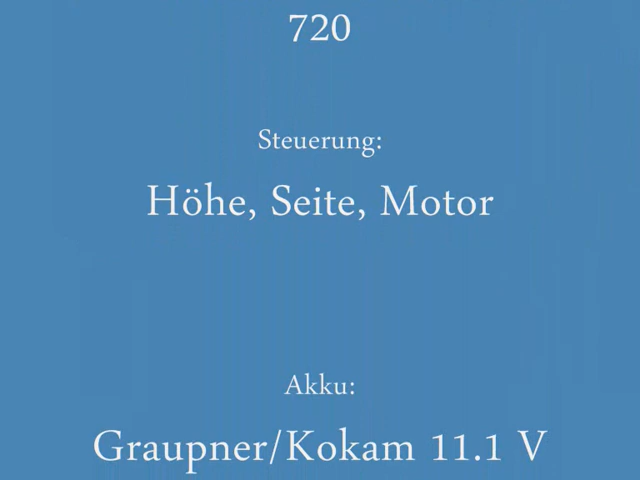 720
Steuerung:
Höhe, Seite, Motor
Akku:
Graupner/Kokam 11.1 V